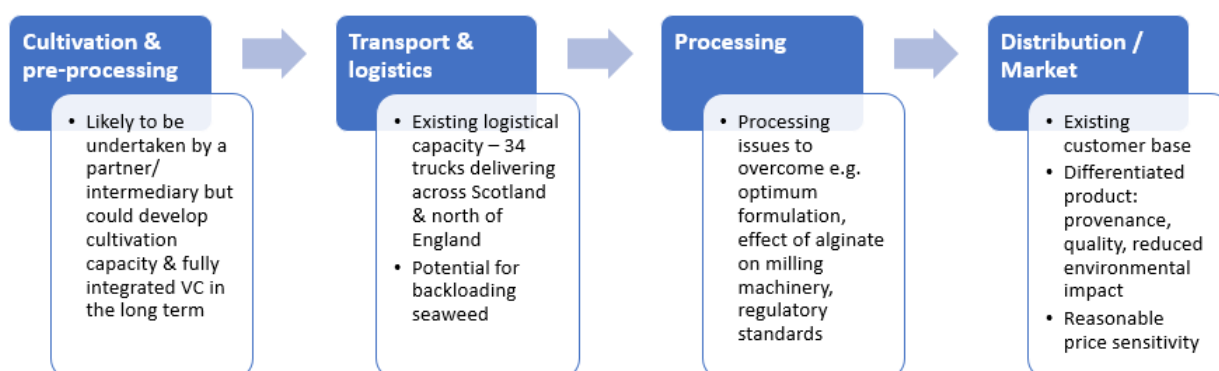 Cultivation &
pre-processing
• Likely to be
undertaken by a
partner/
intermediary but
could develop
cultivation
capacity & fully
integrated VC in
the long term
Transport &
logistics
• Existing logistical
capacity – 34
trucks delivering
across Scotland
& north of
England
• Potential for
backloading
seaweed
Processing
• Processing
issues to
overcome e.g.
optimum
formulation,
effect of alginate
on milling
machinery,
regulatory
standards
Distribution /
Market
• Existing
customer base
• Differentiated
product:
provenance,
quality, reduced
environmental
impact
• Reasonable
price sensitivity